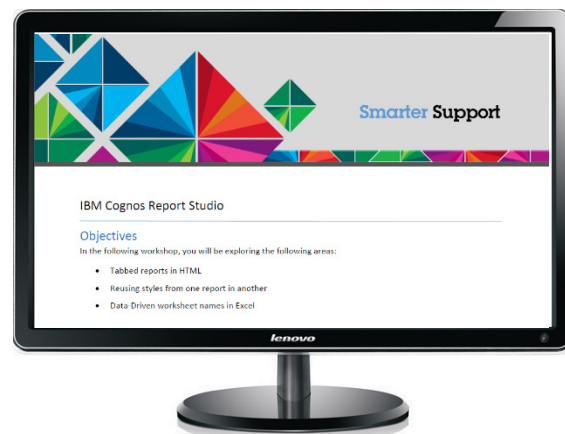 Smarter Support
IBM Cognos Report Studio
Objectives
In the following workshop, you will be exploring the following areas:
• Tabbed reports in HTML
• Reusing styles from one report in another
• Data-Driven worksheet names in Excel
lenovo